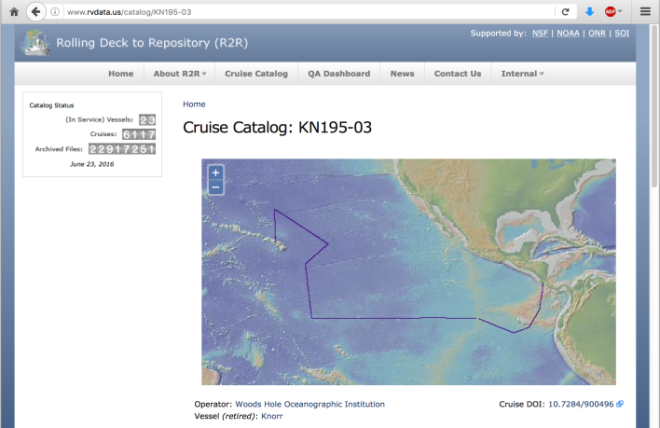 www.rvdata.us/catalog/KN195-03
Search
ABP
Rolling Deck to Repository (R2R)
Supported by: NSF | NOAA | ONR | SOI
Home About R2R Cruise Catalog QA Dashboard News Contact Us Internal
Catalog Status
(In Service) Vessels: 23
Cruises: 6117
Archived Files: 22917251
June 23, 2016
Home
Cruise Catalog: KN195-03
+
−
Operator: Woods Hole Oceanographic Institution
Cruise DOI: 10.7284/900496
Vessel (retired): Knorr